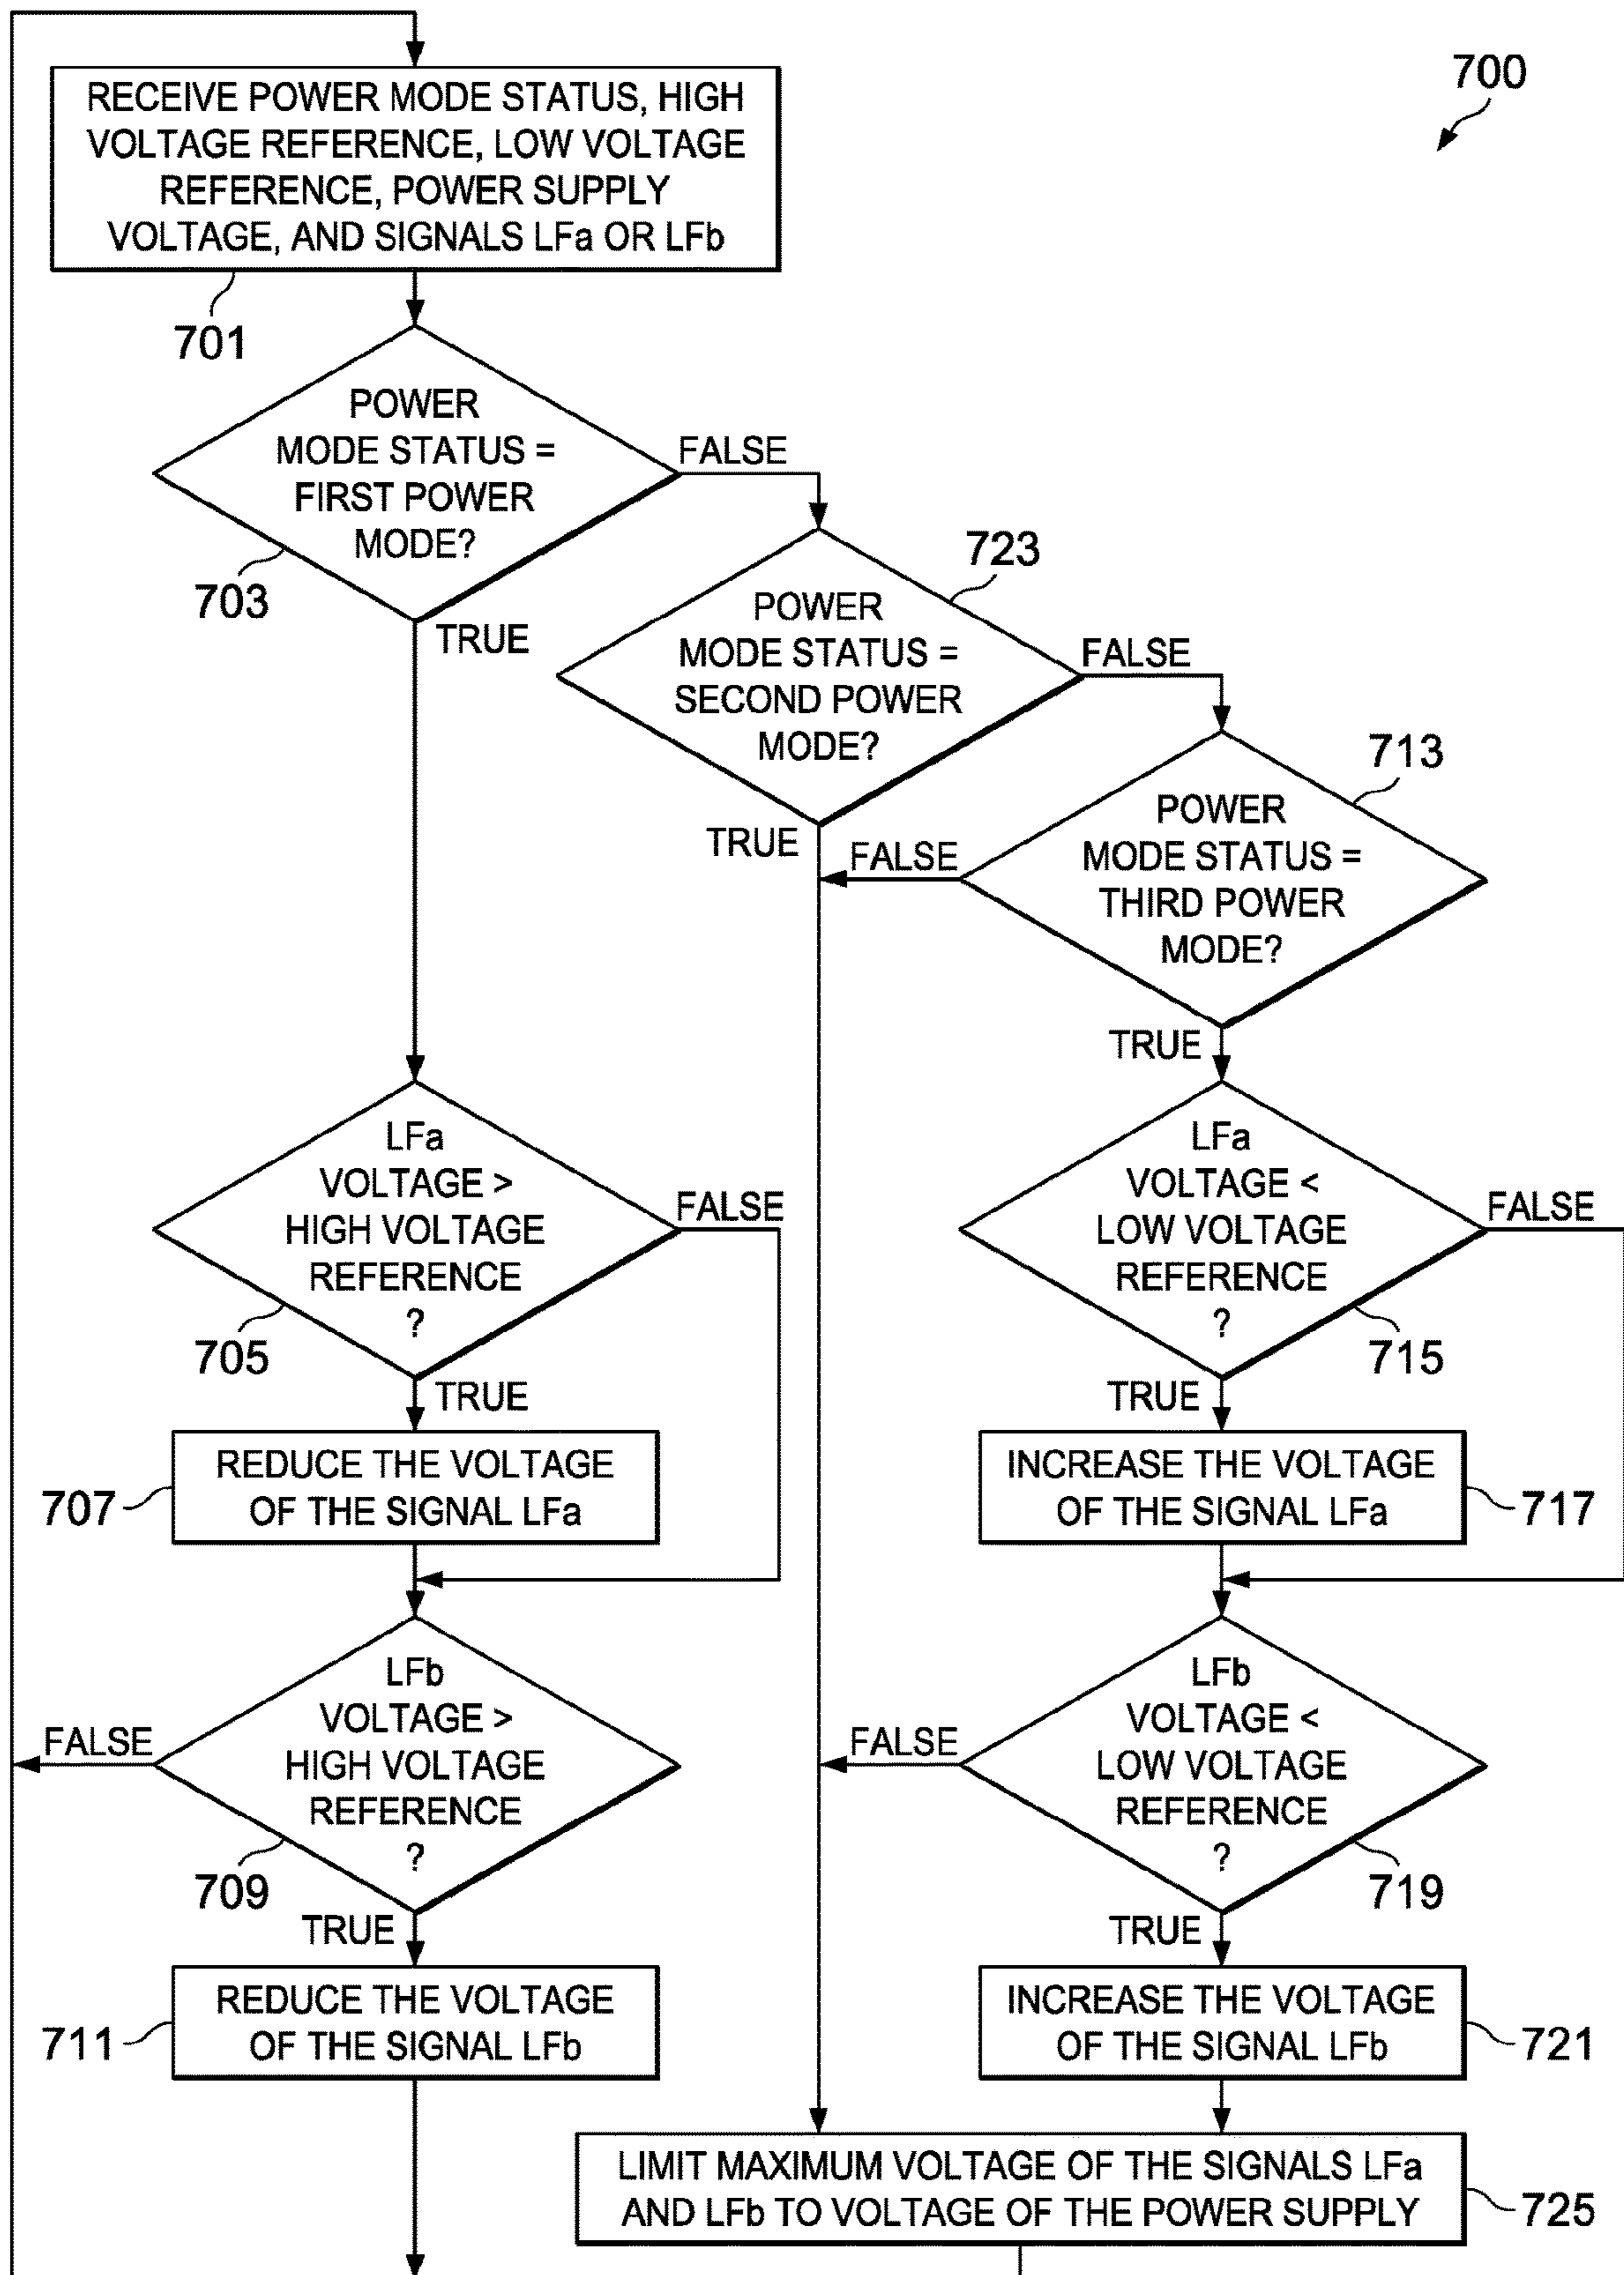 700
RECEIVE POWER MODE STATUS, HIGH
VOLTAGE REFERENCE, LOW VOLTAGE
REFERENCE, POWER SUPPLY
VOLTAGE, AND SIGNALS LFa OR LFb
701
POWER
MODE STATUS =
FIRST POWER
MODE?
703
FALSE
TRUE
723
POWER
MODE STATUS =
SECOND POWER
MODE?
FALSE
TRUE
713
POWER
MODE STATUS =
THIRD POWER
MODE?
FALSE
TRUE
LFa
VOLTAGE >
HIGH VOLTAGE
REFERENCE
?
705
FALSE
TRUE
REDUCE THE VOLTAGE
OF THE SIGNAL LFa
707
LFb
VOLTAGE >
HIGH VOLTAGE
REFERENCE
?
709
FALSE
TRUE
REDUCE THE VOLTAGE
OF THE SIGNAL LFb
711
LFa
VOLTAGE <
LOW VOLTAGE
REFERENCE
?
715
FALSE
TRUE
INCREASE THE VOLTAGE
OF THE SIGNAL LFa
717
LFb
VOLTAGE <
LOW VOLTAGE
REFERENCE
?
719
FALSE
TRUE
INCREASE THE VOLTAGE
OF THE SIGNAL LFb
721
LIMIT MAXIMUM VOLTAGE OF THE SIGNALS LFa
AND LFb TO VOLTAGE OF THE POWER SUPPLY
725